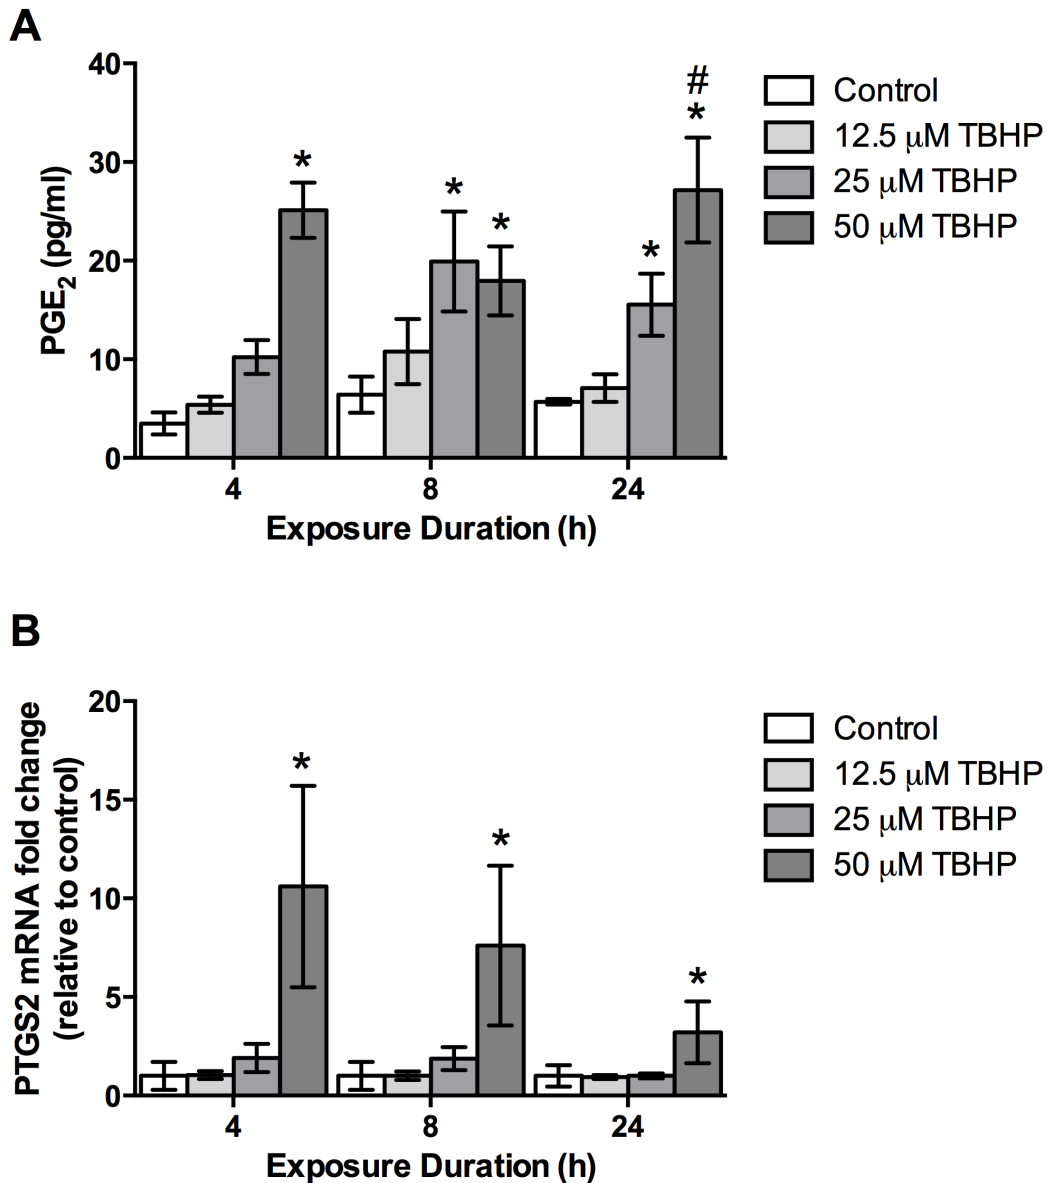 A
40
30
20
10
0
PGE2 (pg/ml)
*
*
*
*
#
*
4
8
24
Exposure Duration (h)
Control
12.5 μM TBHP
25 μM TBHP
50 μM TBHP
B
20
15
10
5
0
PTGS2 mRNA fold change
(relative to control)
*
*
*
4
8
24
Exposure Duration (h)
Control
12.5 μM TBHP
25 μM TBHP
50 μM TBHP